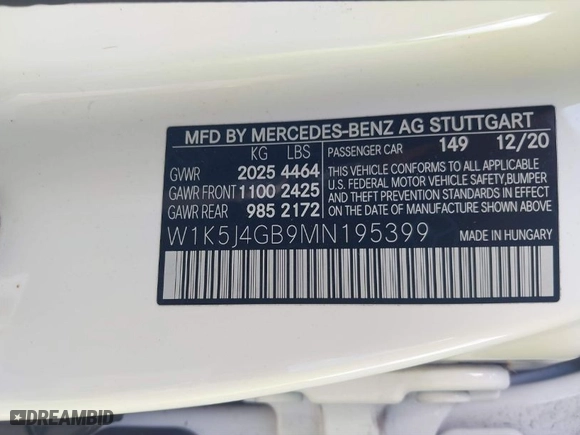 MFD BY MERCEDES-BENZ AG STUTTGART
KG LBS
PASSENGER CAR 149 12/20
GVWR 2025 4464
GAWR FRONT 1100 2425
GAWR REAR 985 2172
THIS VEHICLE CONFORMS TO ALL APPLICABLE
U.S. FEDERAL MOTOR VEHICLE SAFETY,BUMPER
AND THEFT PREVENTION STANDARDS IN EFFECT
ON THE DATE OF MANUFACTURE SHOWN ABOVE.
W1K5J4GB9MN195399 MADE IN HUNGARY
DREAMBID